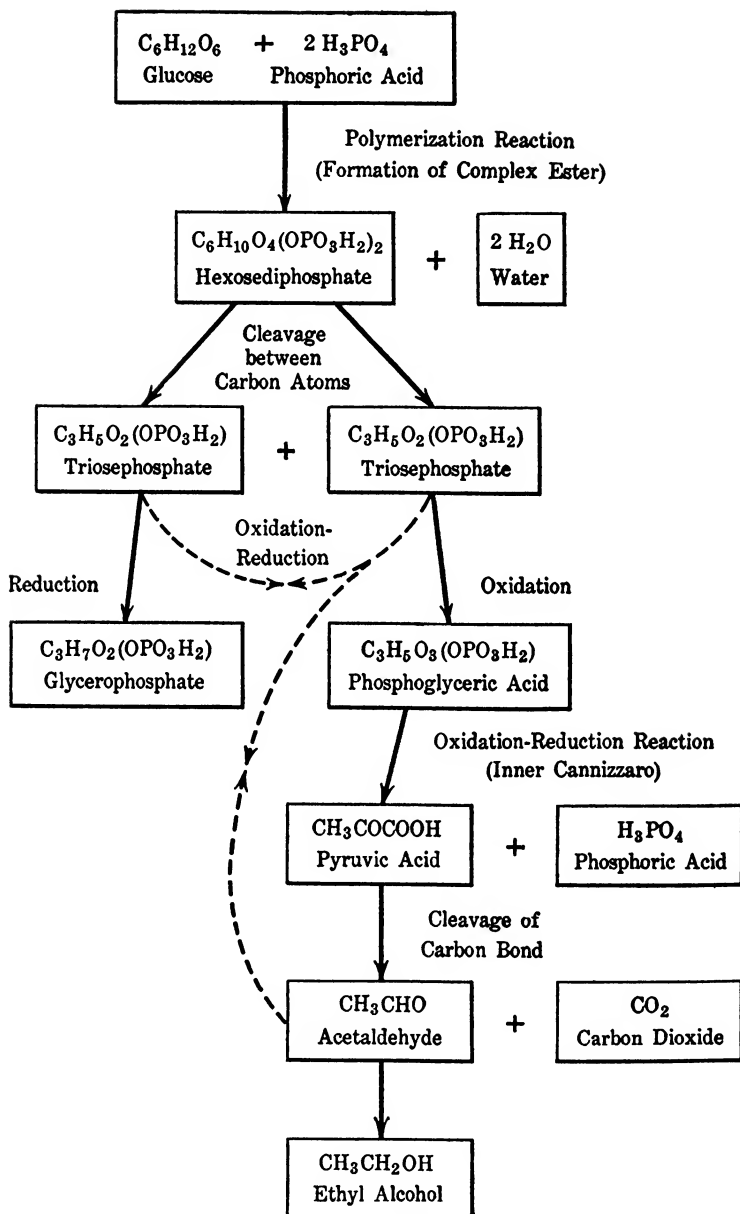 C₆H₁₂O₆ + 2 H₃PO₄
Glucose Phosphoric Acid
Polymerization Reaction
(Formation of Complex Ester)
C₆H₁₀O₄(OPO₃H₂)₂ + 2 H₂O
Hexosediphosphate Water
Cleavage
between
Carbon Atoms
C₃H₅O₂(OPO₃H₂) + C₃H₅O₂(OPO₃H₂)
Triosephosphate Triosephosphate
Oxidation-
Reduction
Reduction Oxidation
C₃H₇O₂(OPO₃H₂) C₃H₅O₃(OPO₃H₂)
Glycerophosphate Phosphoglyceric Acid
Oxidation-Reduction Reaction
(Inner Cannizzaro)
CH₃COCOOH + H₃PO₄
Pyruvic Acid Phosphoric Acid
Cleavage of
Carbon Bond
CH₃CHO + CO₂
Acetaldehyde Carbon Dioxide
CH₃CH₂OH
Ethyl Alcohol